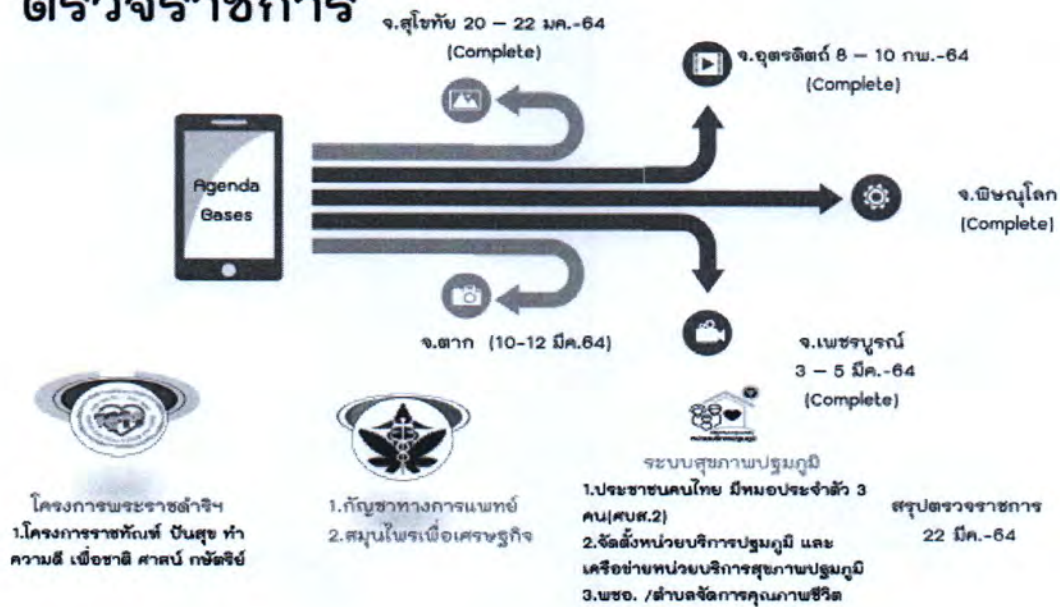 ตรวจราชการ
จ.สุโขทัย 20 – 22 มค.-64
(Complete)
จ.อุตรดิตถ์ 8 – 10 กพ.-64
(Complete)
Agenda
Bases
จ.พิษณุโลก
(Complete)
จ.ตาก (10-12 มีค.64)
จ.เพชรบูรณ์
3 – 5 มีค.-64
(Complete)
โครงการพระราชดำริฯ
1.โครงการราชทัณฑ์ ปันสุข ทำ
ความดี เพื่อชาติ ศาสน์ กษัตริย์
1.กัญชาทางการแพทย์
2.สมุนไพรเพื่อเศรษฐกิจ
ระบบสุขภาพปฐมภูมิ
1.ประชาชนคนไทย มีหมอประจำตัว 3
คน(ศบส.2)
2.จัดตั้งหน่วยบริการปฐมภูมิ และ
เครือข่ายหน่วยบริการสุขภาพปฐมภูมิ
3.พชอ. /ตำบลจัดการคุณภาพชีวิต
สรุปตรวจราชการ
22 มีค.-64